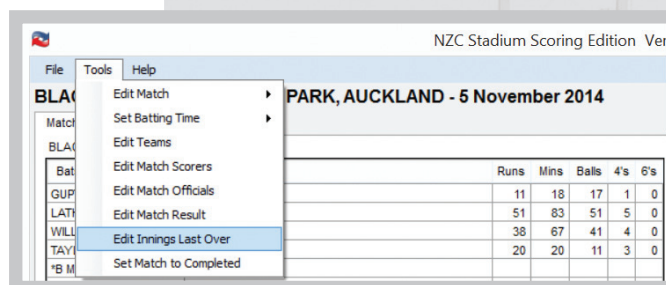 NZC Stadium Scoring Edition Ver
File Tools Help
BLAC PARK, AUCKLAND - 5 November 2014
Edit Match
Set Batting Time
Edit Teams
Edit Match Scorers
Edit Match Officials
Edit Match Result
Edit Innings Last Over
Set Match to Completed
Match
BLAC
Bat Runs Mins Balls 4's 6's
GUP 11 18 17 1 0
LATH 51 83 51 5 0
WILL 38 67 41 4 0
TAYL 20 20 11 3 0
*B M